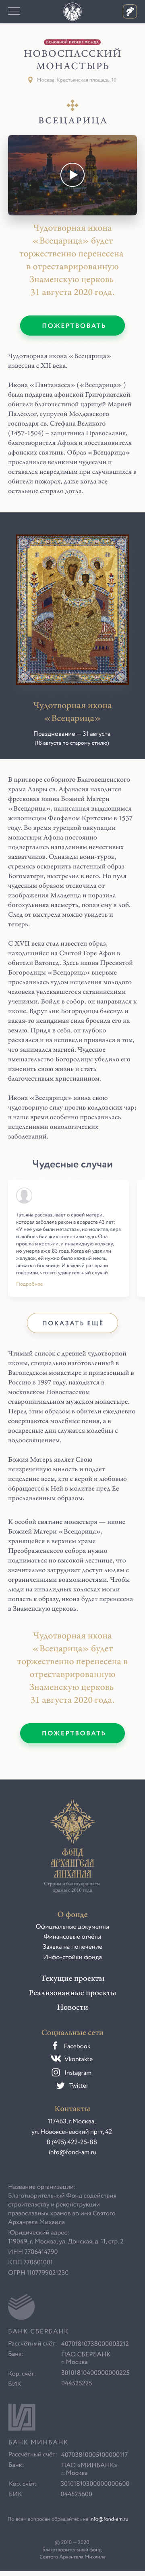 ОСНОВНОЙ ПРОЕКТ ФОНДА
НОВОСПАССКИЙ
МОНАСТЫРЬ
Москва, Крестьянская площадь, 10
ВСЕЦАРИЦА
Чудотворная икона
«Всецарица» будет
торжественно перенесена
в отреставрированную
Знаменскую церковь
31 августа 2020 года.
ПОЖЕРТВОВАТЬ
Чудотворная икона «Всецарица»
известна с XII века.
Икона «Пантанасса» («Всецарица» )
была подарена афонской Григориатской
обители благочестивой царицей Марией
Палеолог, супругой Молдавского
господаря св. Стефана Великого
(1457-1504) – защитника Православия,
благотворителя Афона и восстановителя
афонских святынь. Образ «Всецарица»
прославился великими чудесами и
оставался невредимым при случившихся в
обители пожарах, даже когда все
остальное сгорало дотла.
Чудотворная икона
«Всецарица»
Празднование — 31 августа
(18 августа по старому стилю)
В притворе соборного Благовещенского
храма Лавры св. Афанасия находится
фресковая икона Божией Матери
«Всецарица», написанная выдающимся
живописцем Феофаном Критским в 1537
году. Во время турецкой оккупации
монастыри Афона постоянно
подвергались нападениям нечестивых
захватчиков. Однажды воин-турок,
стремясь осквернить насписанный образ
Богоматери, выстрелил в него. Но пуля
чудесным образом отскочила от
изображения Младенца и поразила
богохульника насмерть, попав ему в лоб.
След от выстрела можно увидеть и
теперь.
С XVII века стал известен образ,
находящийся на Святой Горе Афон в
обители Ватопед. Здесь икона Пресвятой
Богородицы «Всецарица» впервые
прославилась чудом исцеления молодого
человека увлекавшегося сатанинскими
учениями. Войдя в собор, он направился к
иконе. Вдруг лик Богородицы блеснул и
какая-то невидимая сила бросила его на
землю. Придя в себя, он глубоко
раскаялся и на исповеди признался в том,
что занимался магией. Чудесное
вмешательство Богородицы убедило его
изменить свою жизнь и стать
благочестивым христианином.
Икона «Всецарица» явила свою
чудотворную силу против колдовских чар;
в наше время особенно прославилась
исцелениями онкологических
заболеваний.
Чудесные случаи
Татьяна рассказывает о своей матери,
которая заболела раком в возрасте 42 лет:
«У неё уже были метастазы, но молитва, вера
и любовь близких сотворили чудо. Она
прошла и костыли, и инвалидную коляску,
но умерла аж в 83 года. Когда ей удалили
желудок, ей нужно было каждый месяц
лежать в больнице. И каждый раз врачи
говорили, что это удивительный случай.
Подробнее
ПОКАЗАТЬ ЕЩЁ
Чтимый список с древней чудотворной
иконы, специально изготовленный в
Ватопедском монастыре и привезенный в
Россию в 1997 году, находится в
московском Новоспасском
ставропигиальном мужском монастыре.
Перед этим образом в обители ежедневно
совершаются молебные пения, а в
воскресные дни служатся молебны с
водоосвящением.
Божия Матерь являет Свою
неизреченную милость и подает
исцеление всем, кто с верой и любовью
обращается к Ней в молитве пред Ее
прославленным образом.
К особой святыне монастыря — иконе
Божией Матери «Всецарица»,
хранящейся в верхнем храме
Преображенского собора нужно
подниматься по высокой лестнице, что
значительно затрудняет доступ людям с
ограниченными возможностями. Чтобы
люди в инвалидных колясках могли
попасть к образу, икона будет перенесена
в Знаменскую церковь.
Чудотворная икона
«Всецарица» будет
торжественно перенесена в
отреставрированную
Знаменскую церковь
31 августа 2020 года.
ПОЖЕРТВОВАТЬ
ФОНД
АРХАНГЕЛА
МИХАИЛА
Строим и благоукрашаем
храмы с 2010 года
О фонде
Официальные документы
Финансовые отчёты
Заявка на попечение
Инфо-стойки фонда
Текущие проекты
Реализованные проекты
Новости
Социальные сети
Facebook
Vkontakte
Instagram
Twitter
Контакты
117463, г.Москва,
ул. Новоясеневский пр-т, 42
8 (495) 422-25-88
info@fond-am.ru
Название организации:
Благотворительный Фонд содействия
строительству и реконструкции
православных храмов во имя Святого
Архангела Михаила
Юридический адрес:
119049, г. Москва, ул. Донская, д. 11, стр. 2
ИНН 7706414790
КПП 770601001
ОГРН 1107799021230
БАНК СБЕРБАНК
Рассчётный счёт: 40701810738000003212
Банк: ПАО СБЕРБАНК
г. Москва
Кор. счёт: 30101810400000000225
БИК 044525225
БАНК МИНБАНК
Рассчётный счёт: 40703810005100000117
Банк: ПАО «МИНБАНК»
г. Москва
Кор. счёт: 30101810300000000600
БИК 044525600
По всем вопросам обращайтесь на info@fond-am.ru
© 2010 – 2020
Благотворительный фонд
Святого Архангела Михаила